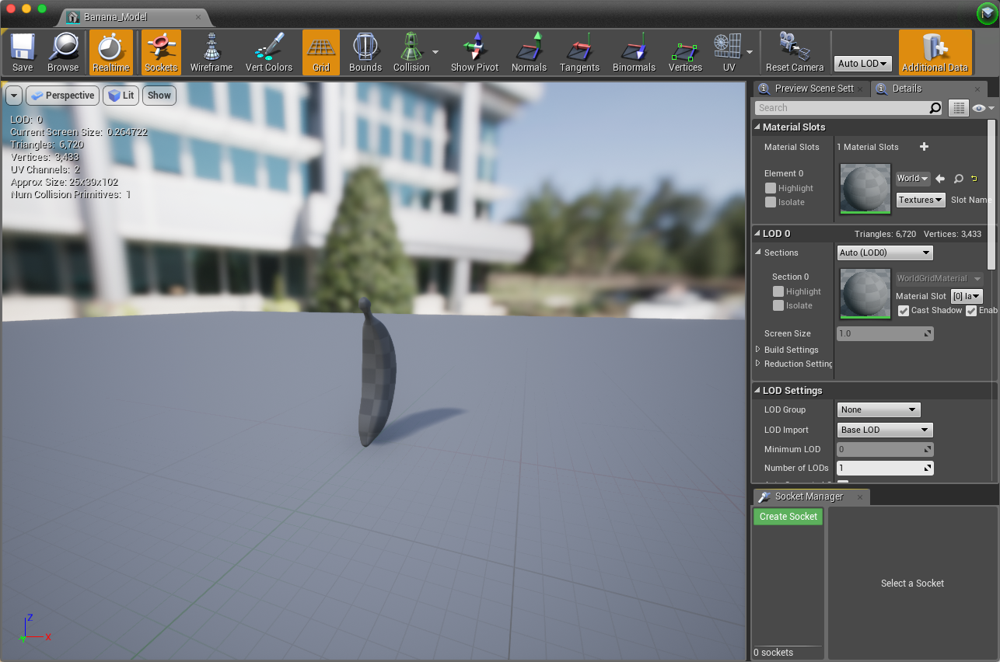 Banana_Model
Save
Browse
Realtime
Sockets
Wireframe
Vert Colors
Grid
Bounds
Collision
Show Pivot
Normals
Tangents
Binormals
Vertices
UV
Reset Camera
Auto LOD
Additional Data
Perspective
Lit
Show
LOD: 0
Current Screen Size: 0.264722
Triangles: 6,720
Vertices: 3,433
UV Channels: 2
Approx Size: 25x39x102
Num Collision Primitives: 1
Z
X
Preview Scene Sett
Details
Search
Material Slots
Material Slots
1 Material Slots
Element 0
Highlight
Isolate
World
Textures
Slot Name
LOD 0
Triangles: 6,720 Vertices: 3,433
Sections
Auto (LOD0)
Section 0
Highlight
Isolate
WorldGridMaterial
Material Slot
[0] la
Cast Shadow
Enab
Screen Size
1.0
Build Settings
Reduction Setting
LOD Settings
LOD Group
None
LOD Import
Base LOD
Minimum LOD
0
Number of LODs
1
Socket Manager
Create Socket
Select a Socket
0 sockets